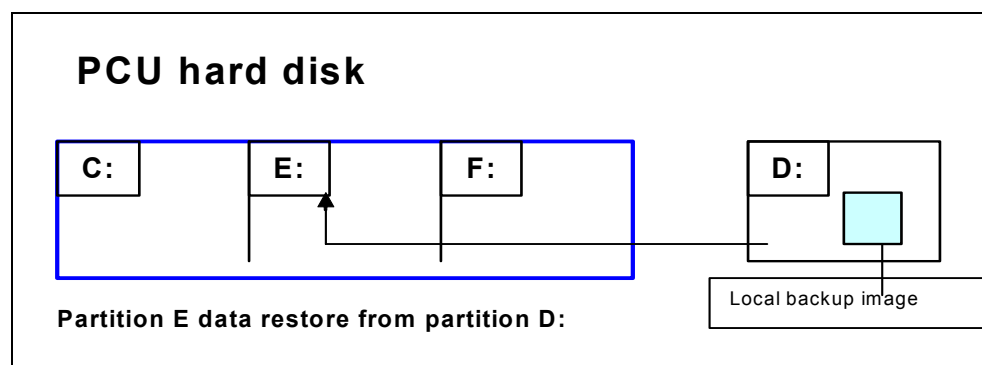 PCU hard disk
C:
E:
F:
D:
Local backup image
Partition E data restore from partition D: